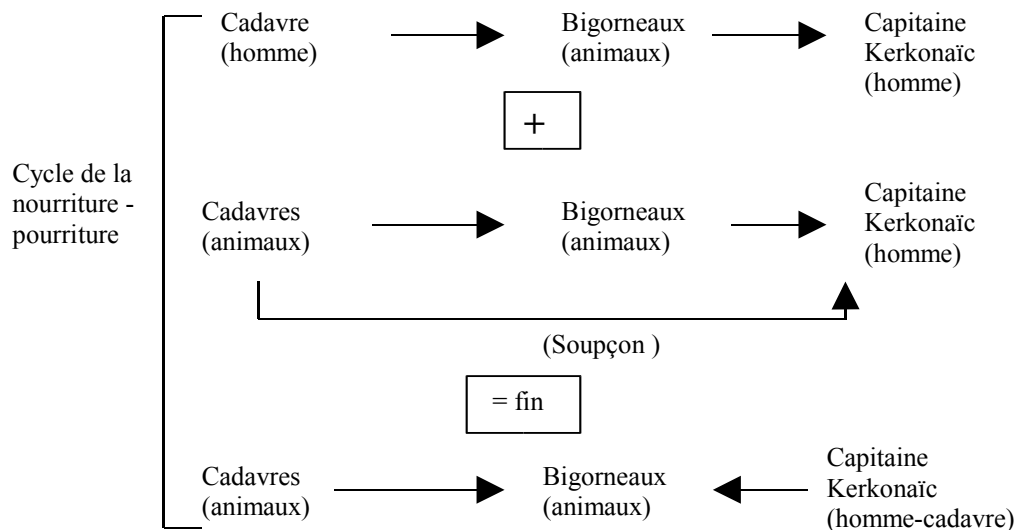 Cadavre
(homme)
Bigorneaux
(animaux)
Capitaine
Kerkonaïc
(homme)
+
Cycle de la
nourriture -
pourriture
Cadavres
(animaux)
Bigorneaux
(animaux)
Capitaine
Kerkonaïc
(homme)
(Soupçon )
= fin
Cadavres
(animaux)
Bigorneaux
(animaux)
Capitaine
Kerkonaïc
(homme-cadavre)